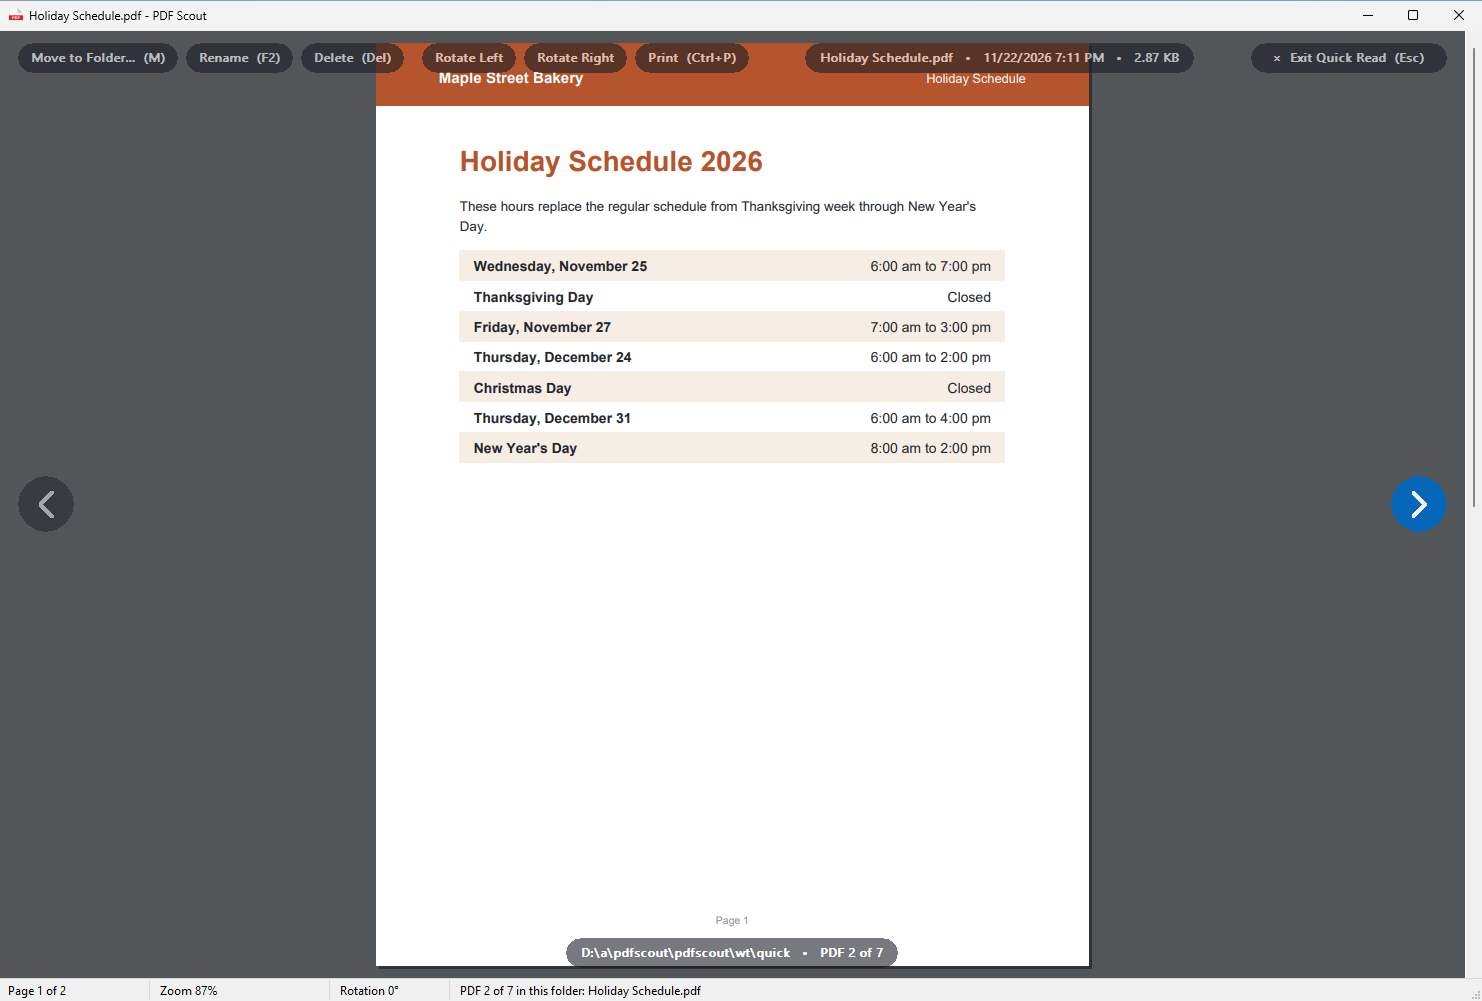 Holiday Schedule.pdf - PDF Scout
Move to Folder... (M)
Rename (F2)
Delete (Del)
Rotate Left
Rotate Right
Print (Ctrl+P)
Holiday Schedule.pdf • 11/22/2026 7:11 PM • 2.87 KB
× Exit Quick Read (Esc)
Maple Street Bakery
Holiday Schedule
Holiday Schedule 2026
These hours replace the regular schedule from Thanksgiving week through New Year's
Day.
Wednesday, November 25 6:00 am to 7:00 pm
Thanksgiving Day Closed
Friday, November 27 7:00 am to 3:00 pm
Thursday, December 24 6:00 am to 2:00 pm
Christmas Day Closed
Thursday, December 31 6:00 am to 4:00 pm
New Year's Day 8:00 am to 2:00 pm
Page 1
D:\a\pdfscout\pdfscout\wt\quick • PDF 2 of 7
Page 1 of 2
Zoom 87%
Rotation 0°
PDF 2 of 7 in this folder: Holiday Schedule.pdf